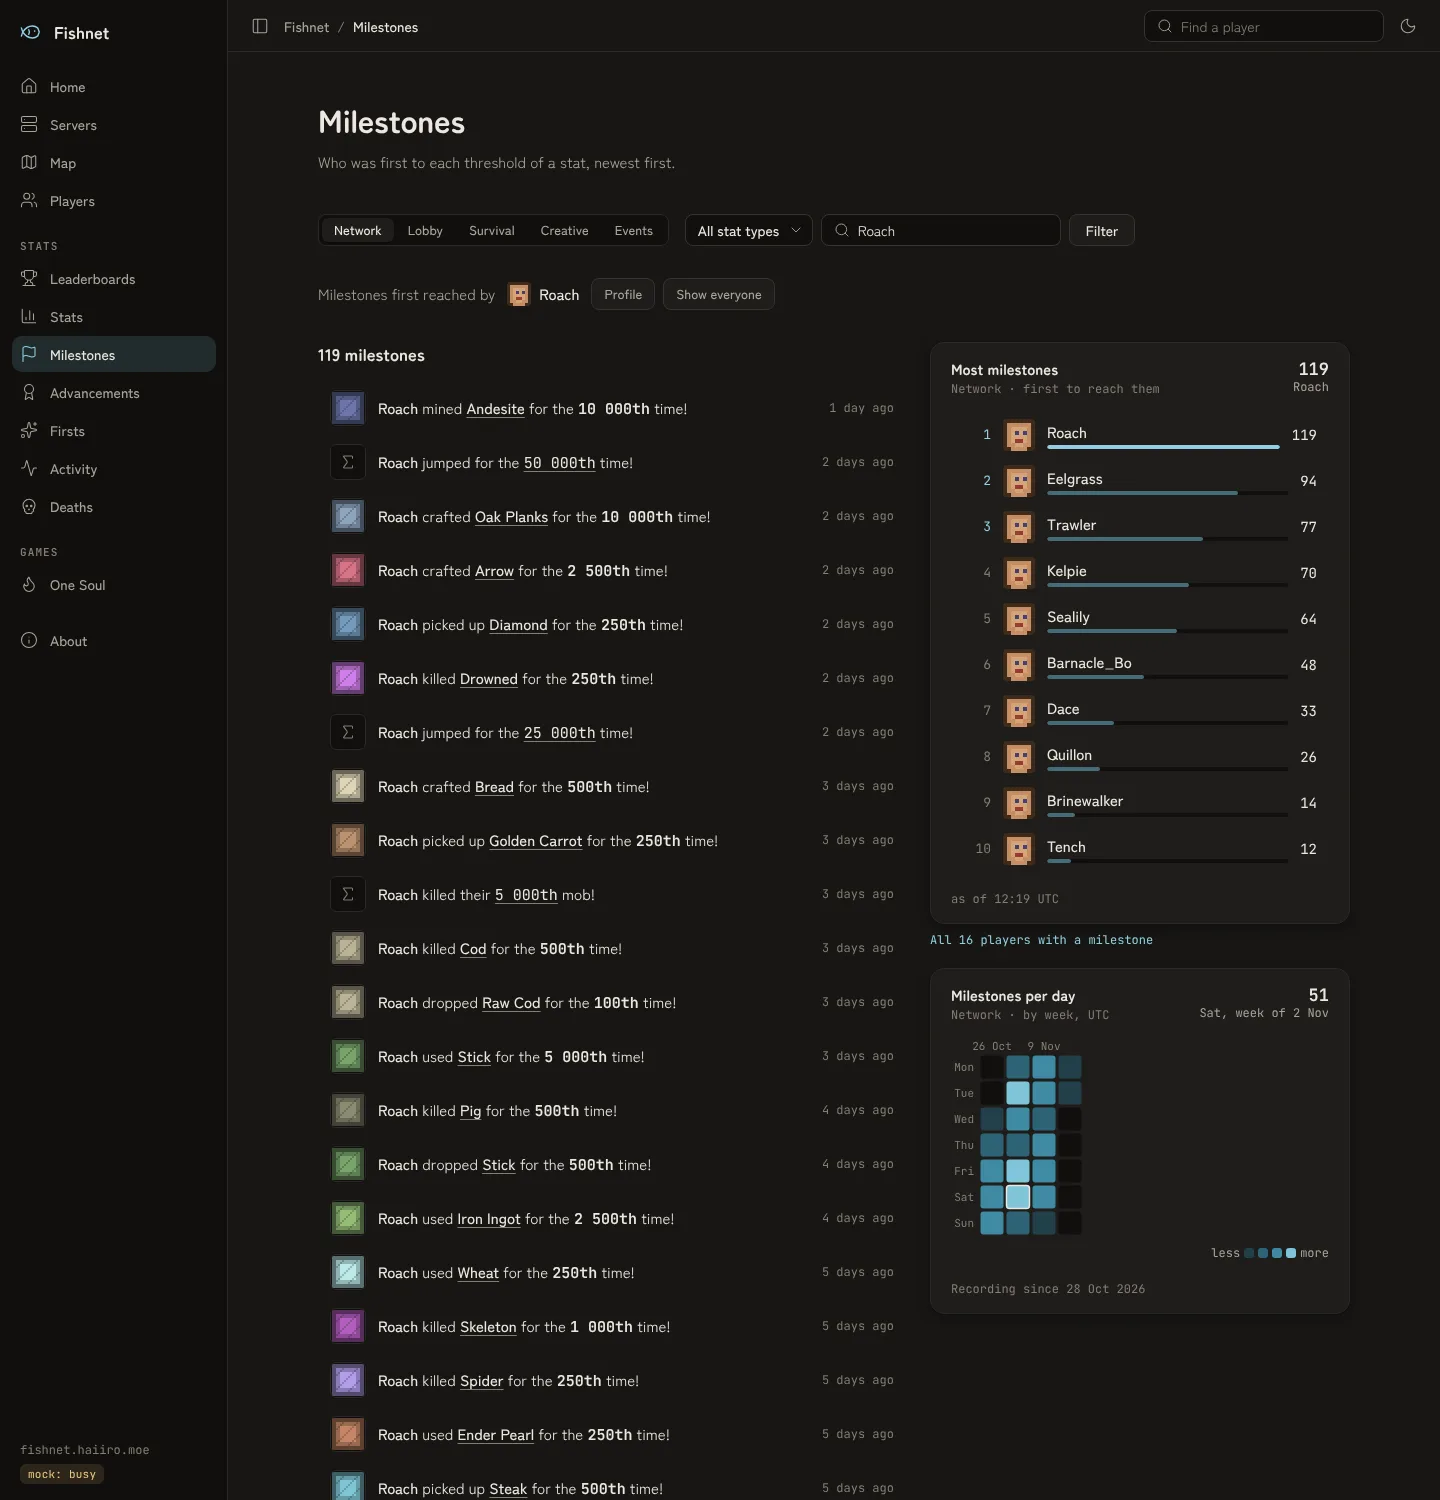 Fishnet
Home
Servers
Map
Players
STATS
Leaderboards
Stats
Milestones
Advancements
Firsts
Activity
Deaths
GAMES
One Soul
About
fishnet.haiiro.moe
mock: busy
Fishnet / Milestones
Find a player
Milestones
Who was first to each threshold of a stat, newest first.
Network Lobby Survival Creative Events
All stat types
Roach
Filter
Milestones first reached by Roach Profile Show everyone
119 milestones
Roach mined Andesite for the 10 000th time! 1 day ago
Σ Roach jumped for the 50 000th time! 2 days ago
Roach crafted Oak Planks for the 10 000th time! 2 days ago
Roach crafted Arrow for the 2 500th time! 2 days ago
Roach picked up Diamond for the 250th time! 2 days ago
Roach killed Drowned for the 250th time! 2 days ago
Σ Roach jumped for the 25 000th time! 2 days ago
Roach crafted Bread for the 500th time! 3 days ago
Roach picked up Golden Carrot for the 250th time! 3 days ago
Σ Roach killed their 5 000th mob! 3 days ago
Roach killed Cod for the 500th time! 3 days ago
Roach dropped Raw Cod for the 100th time! 3 days ago
Roach used Stick for the 5 000th time! 3 days ago
Roach killed Pig for the 500th time! 4 days ago
Roach dropped Stick for the 500th time! 4 days ago
Roach used Iron Ingot for the 2 500th time! 4 days ago
Roach used Wheat for the 250th time! 5 days ago
Roach killed Skeleton for the 1 000th time! 5 days ago
Roach killed Spider for the 250th time! 5 days ago
Roach used Ender Pearl for the 250th time! 5 days ago
Roach picked up Steak for the 500th time! 5 days ago
Most milestones 119
Network · first to reach them Roach
1 Roach 119
2 Eelgrass 94
3 Trawler 77
4 Kelpie 70
5 Sealily 64
6 Barnacle_Bo 48
7 Dace 33
8 Quillon 26
9 Brinewalker 14
10 Tench 12
as of 12:19 UTC
All 16 players with a milestone
Milestones per day 51
Network · by week, UTC Sat, week of 2 Nov
26 Oct 9 Nov
Mon
Tue
Wed
Thu
Fri
Sat
Sun
less more
Recording since 28 Oct 2026